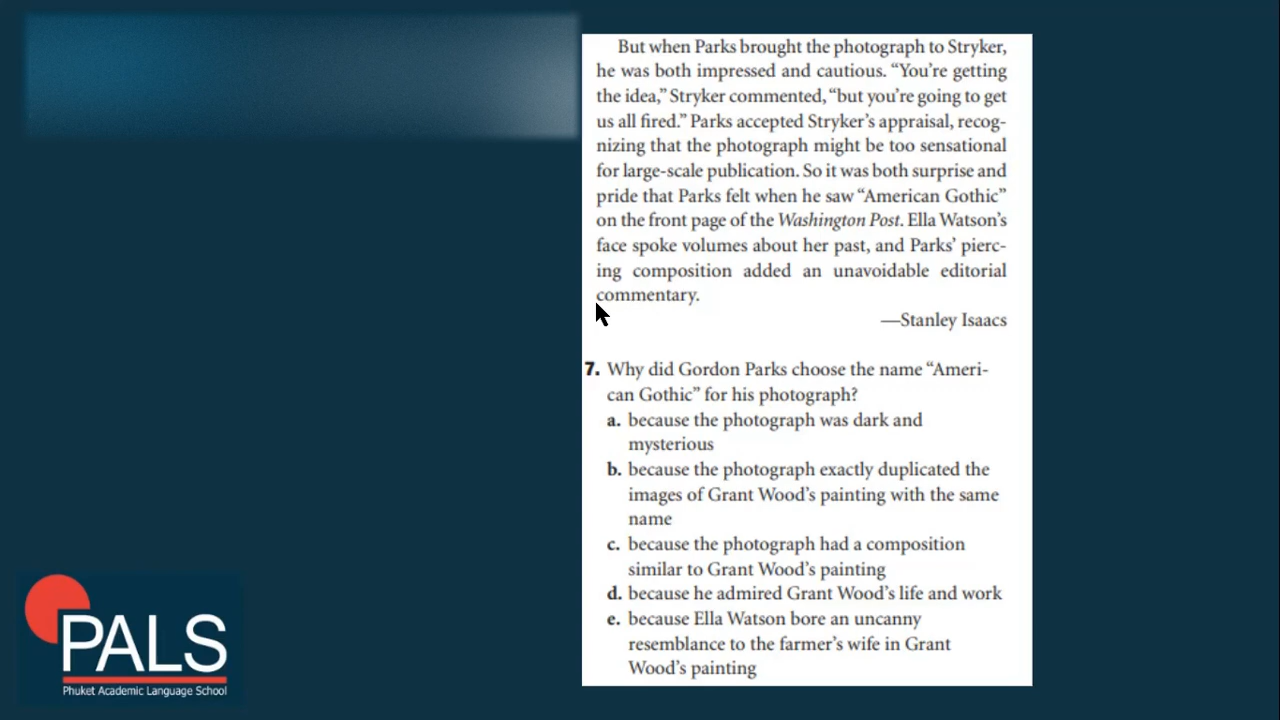 But when Parks brought the photograph to Stryker,
he was both impressed and cautious. “You’re getting
the idea,” Stryker commented, “but you’re going to get
us all fired.” Parks accepted Stryker’s appraisal, recog-
nizing that the photograph might be too sensational
for large-scale publication. So it was both surprise and
pride that Parks felt when he saw “American Gothic”
on the front page of the Washington Post. Ella Watson’s
face spoke volumes about her past, and Parks’ pierc-
ing composition added an unavoidable editorial
commentary.
—Stanley Isaacs
7. Why did Gordon Parks choose the name “Ameri-
can Gothic” for his photograph?
a. because the photograph was dark and
mysterious
b. because the photograph exactly duplicated the
images of Grant Wood’s painting with the same
name
c. because the photograph had a composition
similar to Grant Wood’s painting
d. because he admired Grant Wood’s life and work
e. because Ella Watson bore an uncanny
resemblance to the farmer’s wife in Grant
Wood’s painting
PALS
Phuket Academic Language School